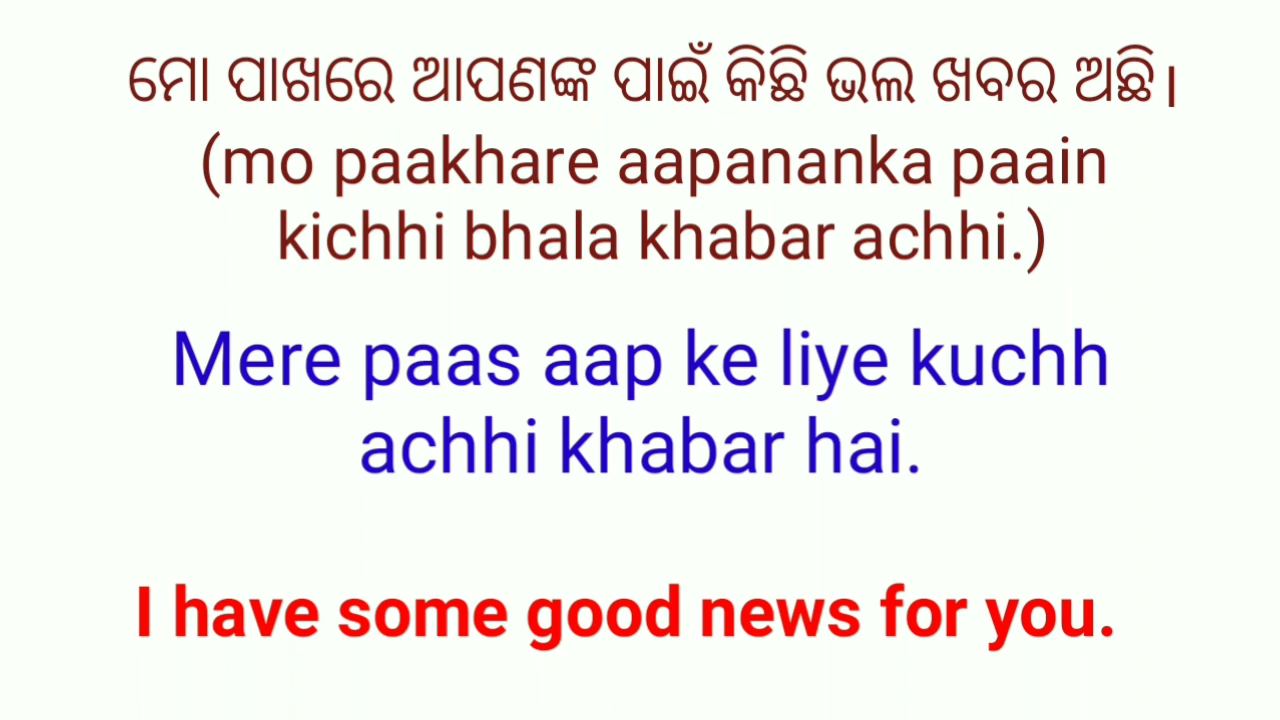 ମୋ ପାଖରେ ଆପଣଙ୍କ ପାଇଁ କିଛି ଭଲ ଖବର ଅଛି।
(mo paakhare aapananka paain
kichhi bhala khabar achhi.)
Mere paas aap ke liye kuchh
achhi khabar hai.
I have some good news for you.